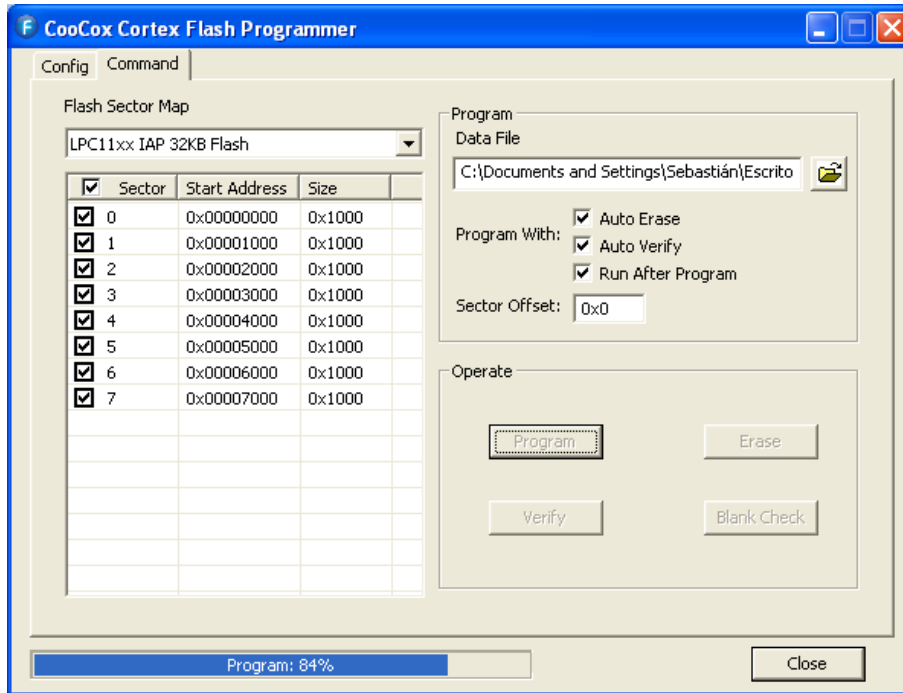 CooCox Cortex Flash Programmer
Config Command
Flash Sector Map
LPC11xx IAP 32KB Flash
Sector Start Address Size
0 0x00000000 0x1000
1 0x00001000 0x1000
2 0x00002000 0x1000
3 0x00003000 0x1000
4 0x00004000 0x1000
5 0x00005000 0x1000
6 0x00006000 0x1000
7 0x00007000 0x1000
Program
Data File
C:\Documents and Settings\Sebastián\Escrito
Program With:
Auto Erase
Auto Verify
Run After Program
Sector Offset: 0x0
Operate
Program Erase
Verify Blank Check
Program: 84%
Close